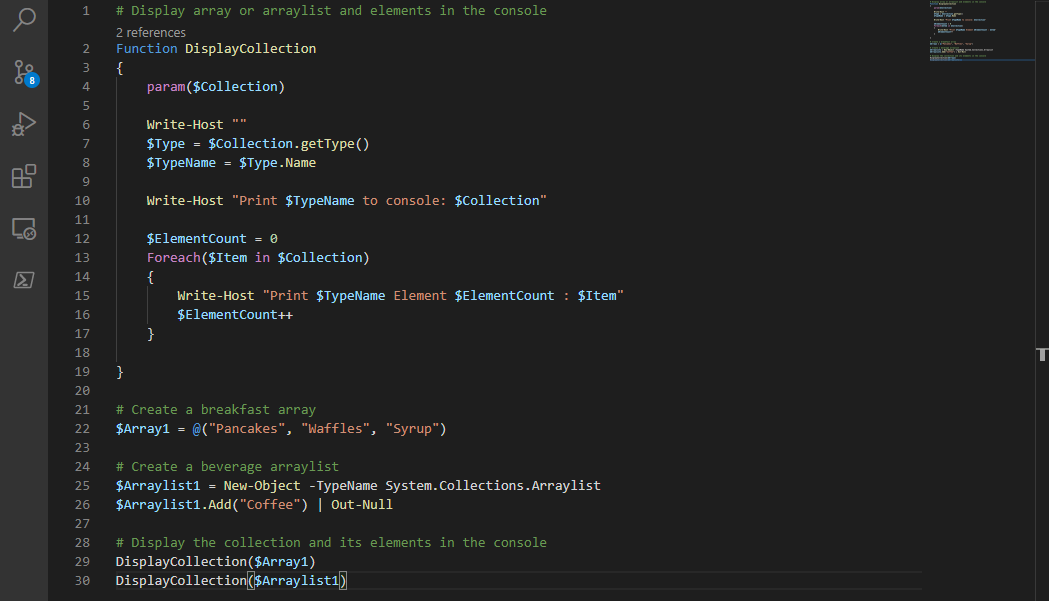 1 # Display array or arraylist and elements in the console
2 references
2 Function DisplayCollection
3 {
4 param($Collection)
5
6 Write-Host ""
7 $Type = $Collection.getType()
8 $TypeName = $Type.Name
9
10 Write-Host "Print $TypeName to console: $Collection"
11
12 $ElementCount = 0
13 Foreach($Item in $Collection)
14 {
15 Write-Host "Print $TypeName Element $ElementCount : $Item"
16 $ElementCount++
17 }
18
19 }
20
21 # Create a breakfast array
22 $Array1 = @("Pancakes", "Waffles", "Syrup")
23
24 # Create a beverage arraylist
25 $Arraylist1 = New-Object -TypeName System.Collections.Arraylist
26 $Arraylist1.Add("Coffee") | Out-Null
27
28 # Display the collection and its elements in the console
29 DisplayCollection($Array1)
30 DisplayCollection($Arraylist1)
8